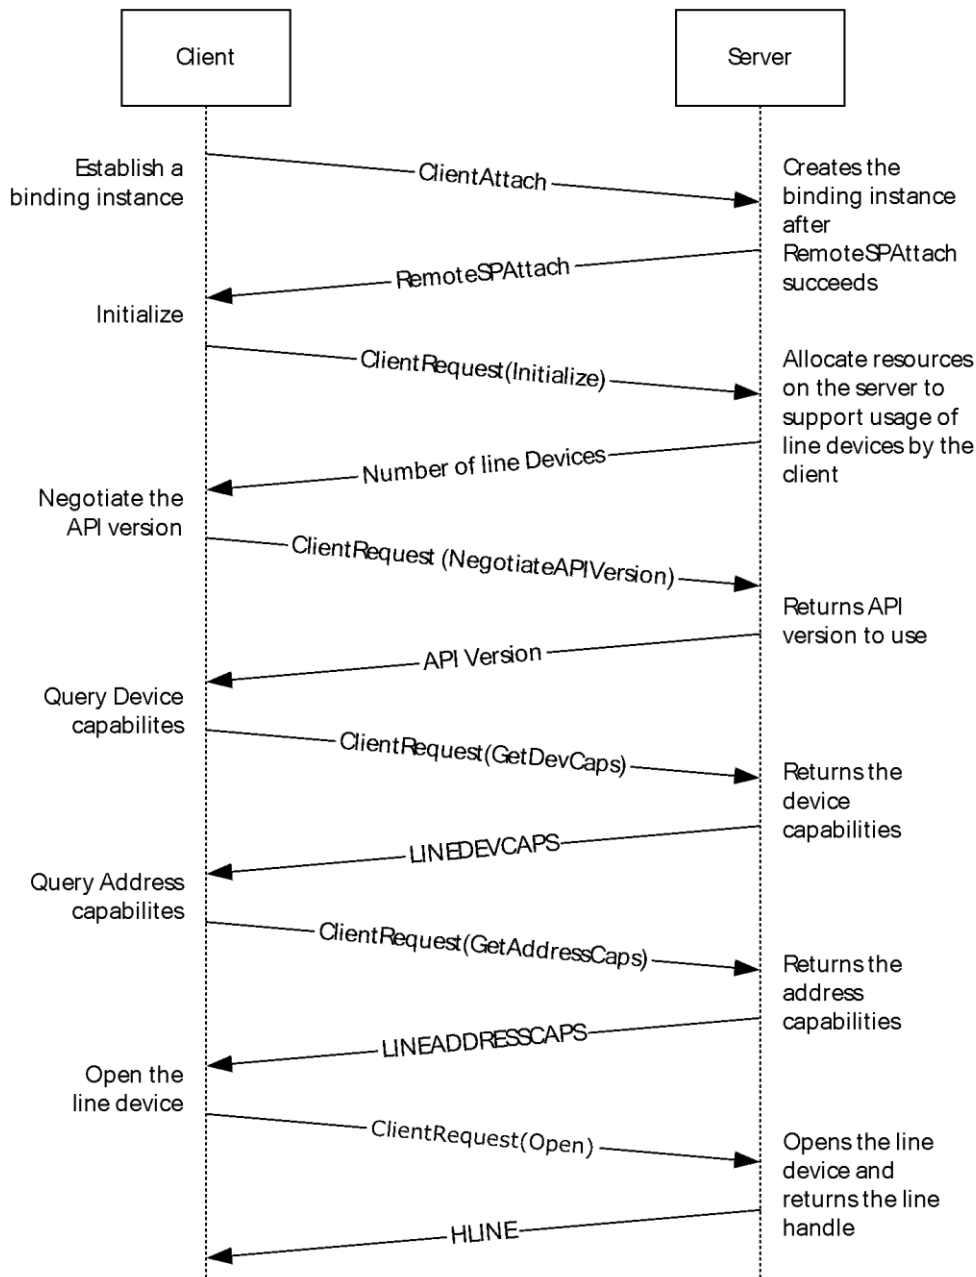 Client
Server
Establish a
binding instance
ClientAttach
Creates the
binding instance
after
RemoteSPAttach
succeeds
RemoteSPAttach
Initialize
ClientRequest(Initialize)
Allocate resources
on the server to
support usage of
line devices by the
client
Number of line Devices
Negotiate the
API version
ClientRequest (NegotiateAPIVersion)
Returns API
version to use
API Version
Query Device
capabilites
ClientRequest(GetDevCaps)
Returns the
device
capabilities
LINEDEVCAPS
Query Address
capabilites
ClientRequest(GetAddressCaps)
Returns the
address
capabilities
LINEADDRESSCAPS
Open the
line device
ClientRequest(Open)
Opens the line
device and
returns the line
handle
HLINE